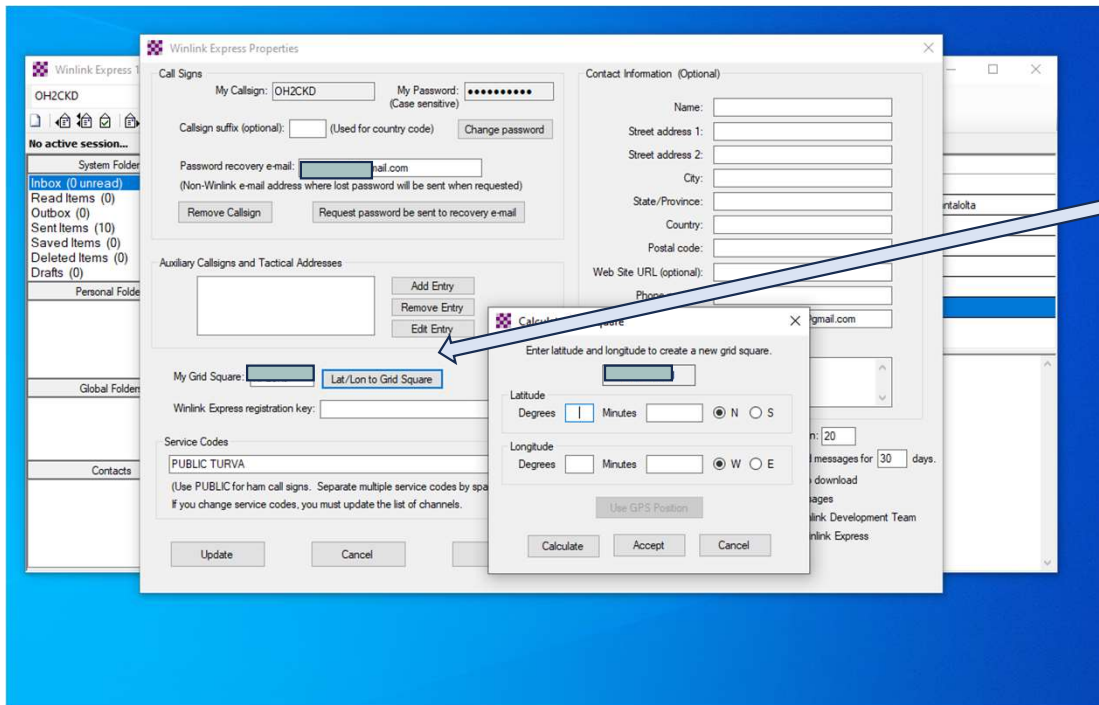 Winlink Express Properties
Winlink Express 1
OH2CKD
No active session...
System Folder
Inbox (0 unread)
Read Items (0)
Outbox (0)
Sent Items (10)
Saved Items (0)
Deleted Items (0)
Drafts (0)
Personal Folde
Global Folders
Contacts
Call Signs
My Callsign: OH2CKD My Password: ••••••••••
(Case sensitive)
Callsign suffix (optional): (Used for country code) Change password
Password recovery e-mail: mail.com
(Non-Winlink e-mail address where lost password will be sent when requested)
Remove Callsign Request password be sent to recovery e-mail
Auxiliary Callsigns and Tactical Addresses
Add Entry
Remove Entry
Edit Entry
My Grid Square: Lat/Lon to Grid Square
Winlink Express registration key:
Service Codes
PUBLIC TURVA
(Use PUBLIC for ham call signs. Separate multiple service codes by spa
If you change service codes, you must update the list of channels.
Update Cancel
Contact Information (Optional)
Name:
Street address 1:
Street address 2:
City:
State/Province:
Country:
Postal code:
Web Site URL (optional):
Phone
@gmail.com
n: 20
messages for 30 days.
download
ages
nlink Development Team
inlink Express
ntalolta
Enter latitude and longitude to create a new grid square.
Latitude
Degrees Minutes N S
Longitude
Degrees Minutes W E
Use GPS Position
Calculate Accept Cancel